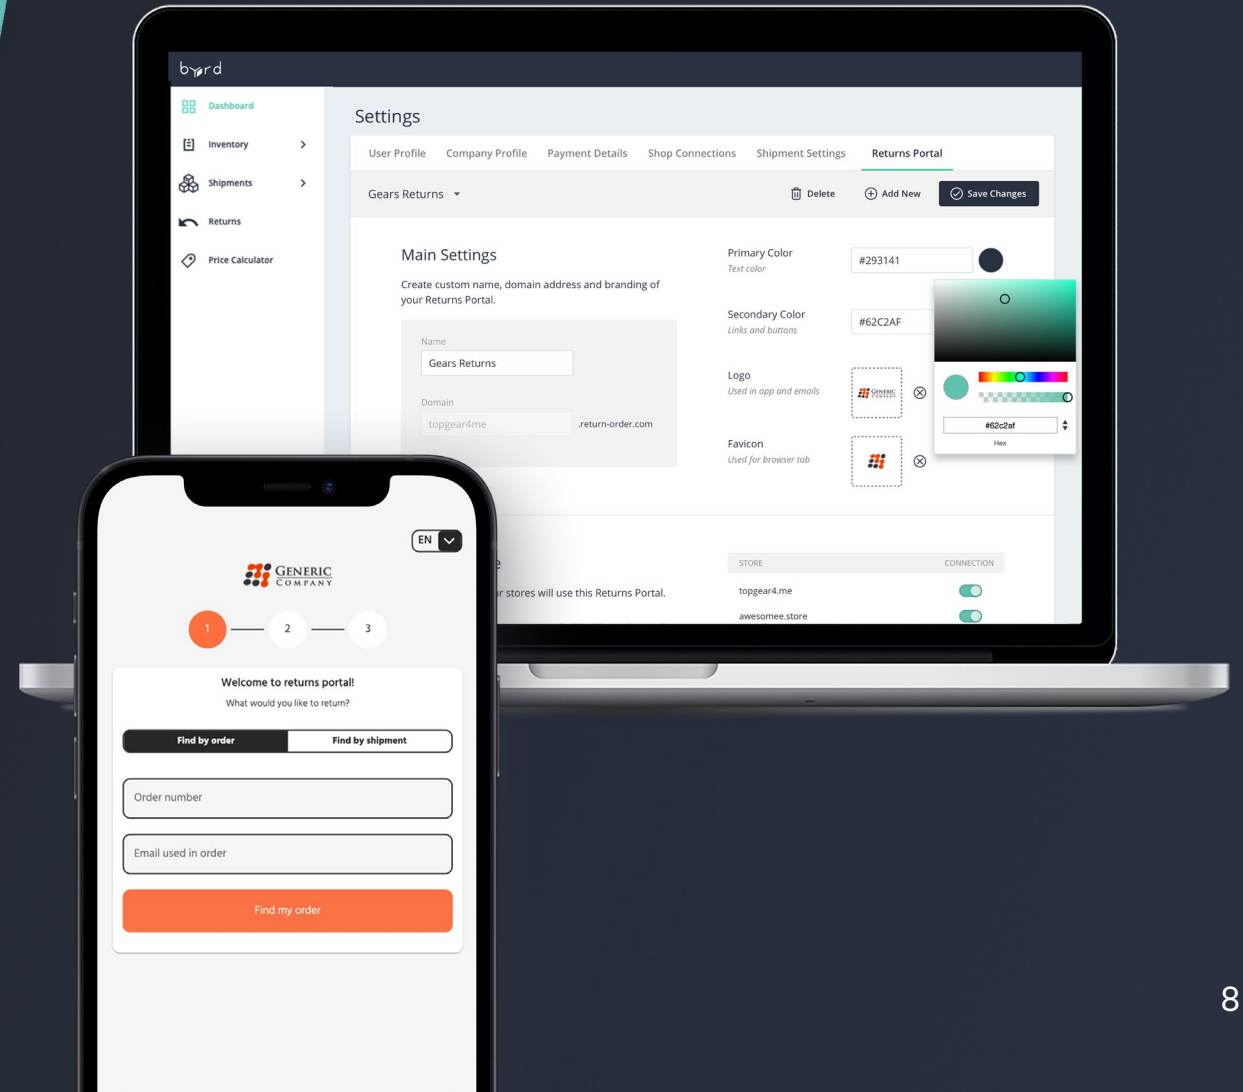 byrd
Dashboard
Inventory
Shipments
Returns
Price Calculator
Settings
User Profile Company Profile Payment Details Shop Connections Shipment Settings Returns Portal
Gears Returns Delete Add New Save Changes
Main Settings
Create custom name, domain address and branding of
your Returns Portal.
Name
Gears Returns
Domain
topgear4me .return-order.com
Primary Color #293141
Text color
Secondary Color #62C2AF
Links and buttons
Logo
Used in app and emails
GENERIC
COMPANY
Favicon
Used for browser tab
#62c2af
Hex
stores will use this Returns Portal.
STORE CONNECTION
topgear4.me
awesomee.store
EN
GENERIC
COMPANY
1 2 3
Welcome to returns portal!
What would you like to return?
Find by order Find by shipment
Order number
Email used in order
Find my order
8